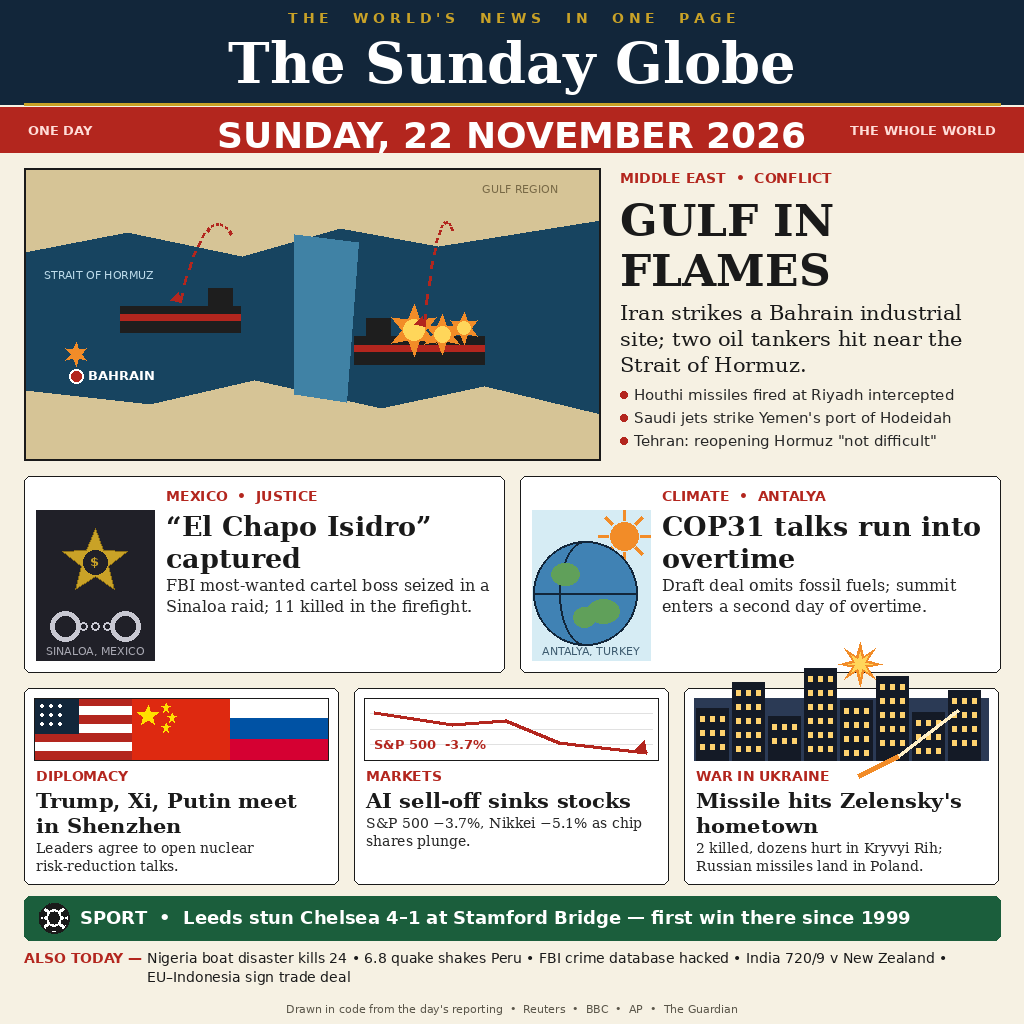 THE WORLD'S NEWS IN ONE PAGE
The Sunday Globe
ONE DAY
SUNDAY, 22 NOVEMBER 2026
THE WHOLE WORLD
GULF REGION
STRAIT OF HORMUZ
BAHRAIN
MIDDLE EAST • CONFLICT
GULF IN
FLAMES
Iran strikes a Bahrain industrial
site; two oil tankers hit near the
Strait of Hormuz.
Houthi missiles fired at Riyadh intercepted
Saudi jets strike Yemen's port of Hodeidah
Tehran: reopening Hormuz "not difficult"
$
SINALOA, MEXICO
MEXICO • JUSTICE
“El Chapo Isidro”
captured
FBI most-wanted cartel boss seized in a
Sinaloa raid; 11 killed in the firefight.
ANTALYA, TURKEY
CLIMATE • ANTALYA
COP31 talks run into
overtime
Draft deal omits fossil fuels; summit
enters a second day of overtime.
DIPLOMACY
Trump, Xi, Putin meet
in Shenzhen
Leaders agree to open nuclear
risk-reduction talks.
S&P 500 -3.7%
MARKETS
AI sell-off sinks stocks
S&P 500 −3.7%, Nikkei −5.1% as chip
shares plunge.
WAR IN UKRAINE
Missile hits Zelensky's
hometown
2 killed, dozens hurt in Kryvyi Rih;
Russian missiles land in Poland.
SPORT • Leeds stun Chelsea 4–1 at Stamford Bridge — first win there since 1999
ALSO TODAY — Nigeria boat disaster kills 24 • 6.8 quake shakes Peru • FBI crime database hacked • India 720/9 v New Zealand •
EU–Indonesia sign trade deal
Drawn in code from the day's reporting • Reuters • BBC • AP • The Guardian